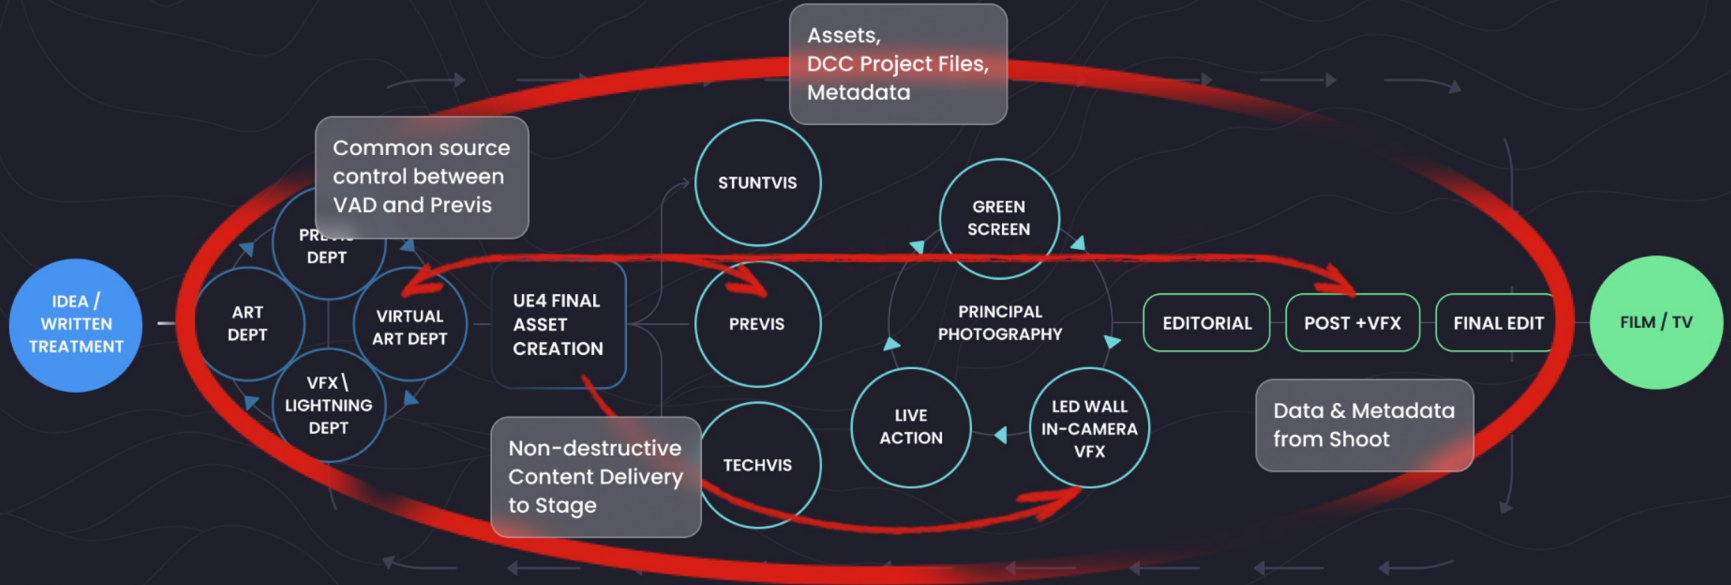 Assets,
DCC Project Files,
Metadata
Common source
control between
VAD and Previs
STUNTVIS
GREEN
SCREEN
PREVIS
DEPT
IDEA /
WRITTEN
TREATMENT
ART
DEPT
VIRTUAL
ART DEPT
VFX\
LIGHTNING
DEPT
UE4 FINAL
ASSET
CREATION
PREVIS
PRINCIPAL
PHOTOGRAPHY
EDITORIAL
POST +VFX
FINAL EDIT
FILM / TV
LIVE
ACTION
LED WALL
IN-CAMERA
VFX
Data & Metadata
from Shoot
Non-destructive
Content Delivery
to Stage
TECHVIS